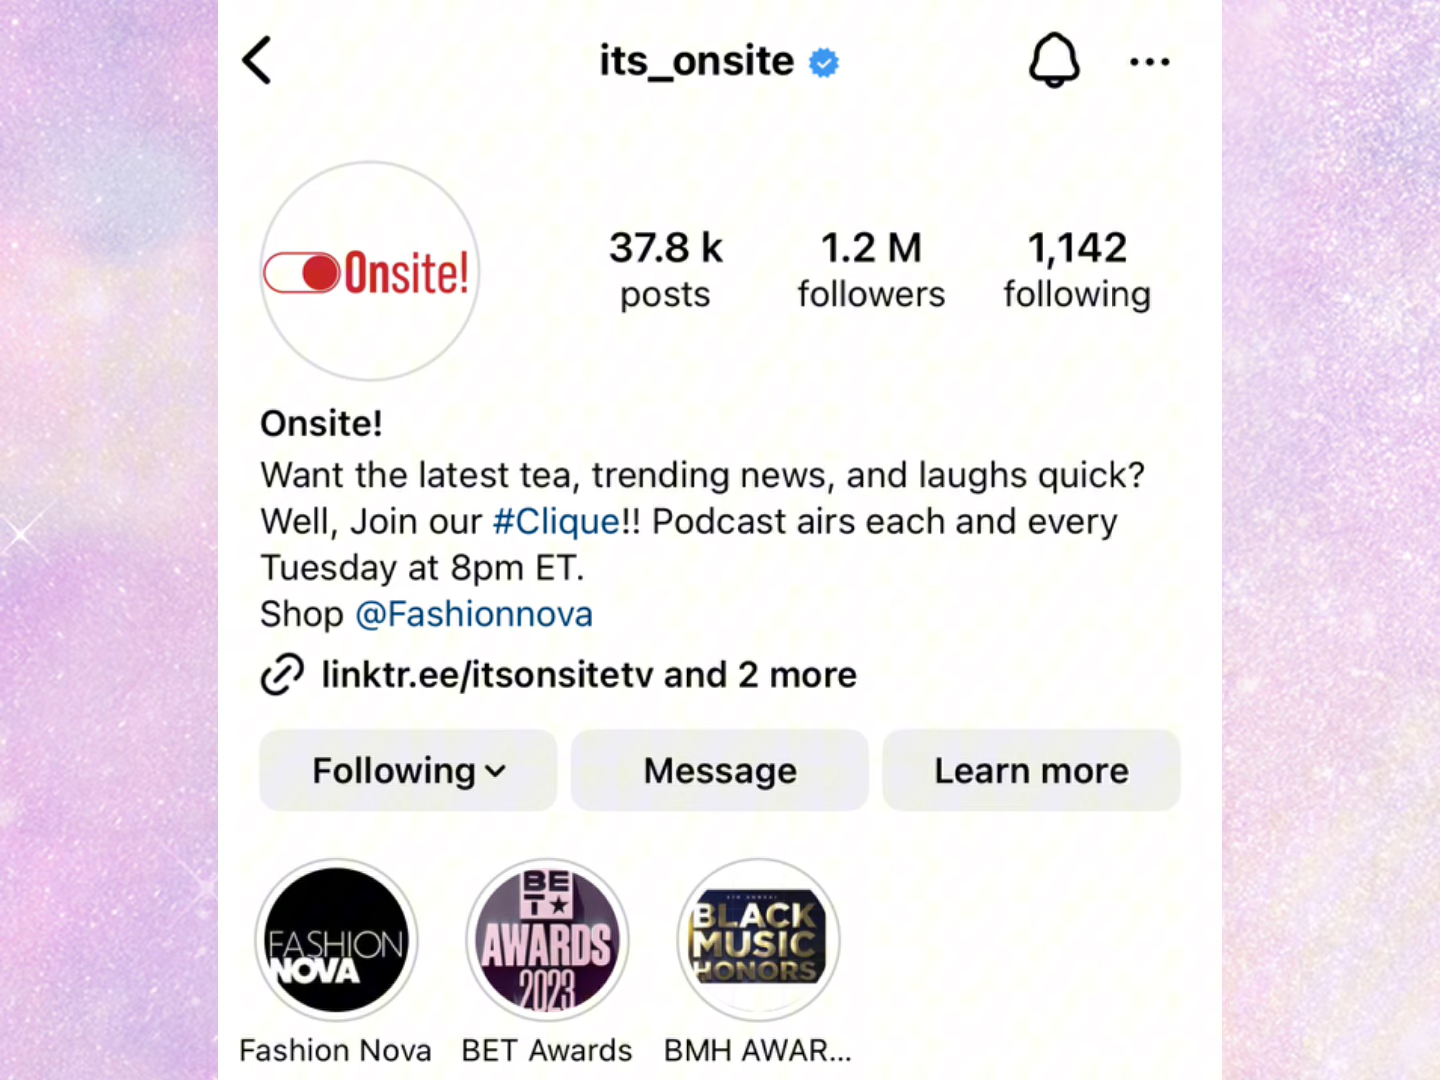 its_onsite
Onsite!
37.8 k
posts
1.2 M
followers
1,142
following
Onsite!
Want the latest tea, trending news, and laughs quick?
Well, Join our #Clique!! Podcast airs each and every
Tuesday at 8pm ET.
Shop @Fashionnova
linktr.ee/itsonsitetv and 2 more
Following
Message
Learn more
FASHION
NOVA
BE
T★
AWARDS
2023
BLACK
MUSIC
HONORS
Fashion Nova
BET Awards
BMH AWAR...